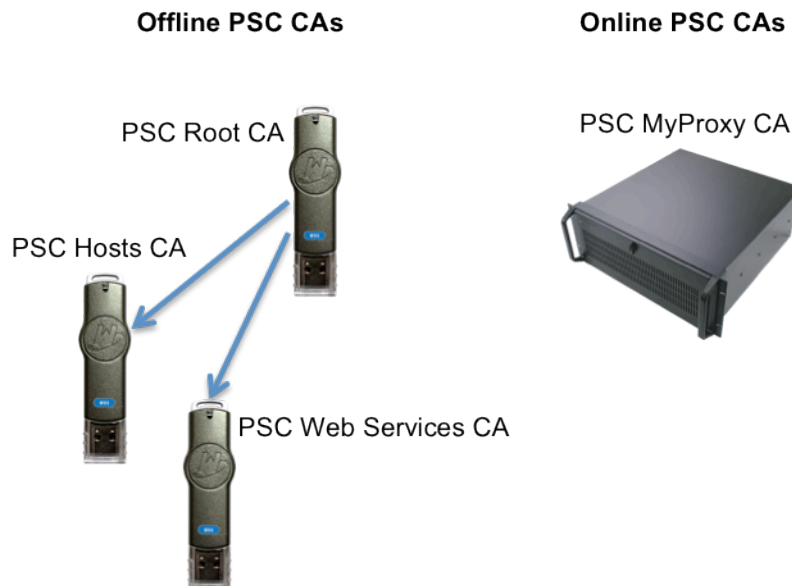 Offline PSC CAs
Online PSC CAs
PSC Root CA
PSC MyProxy CA
PSC Hosts CA
PSC Web Services CA